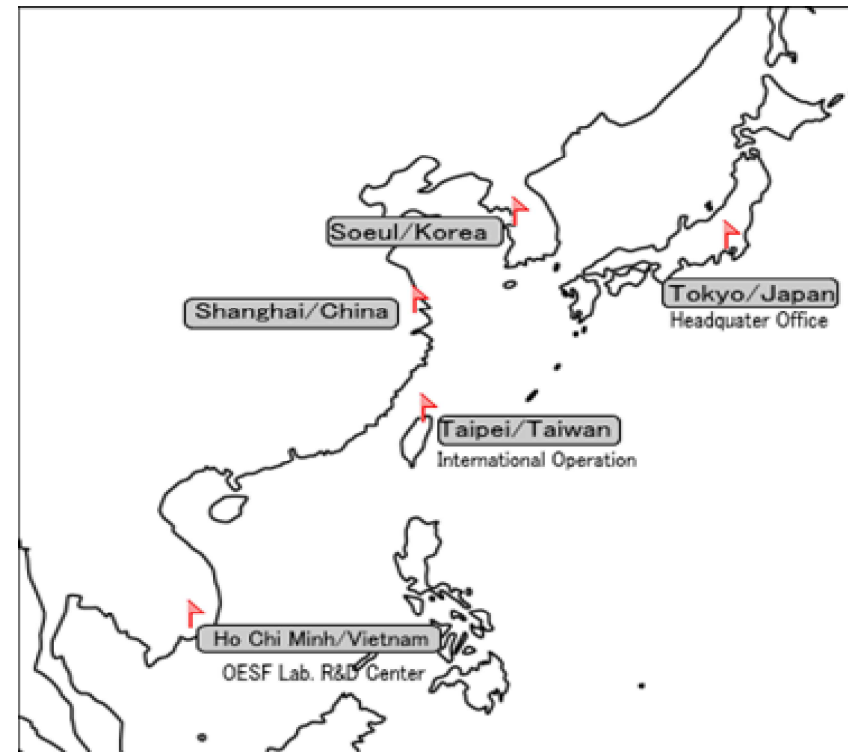 Soeul/Korea
Tokyo/Japan
Headquater Office
Shanghai/China
Taipei/Taiwan
International Operation
Ho Chi Minh/Vietnam
OESF Lab. R&D Center